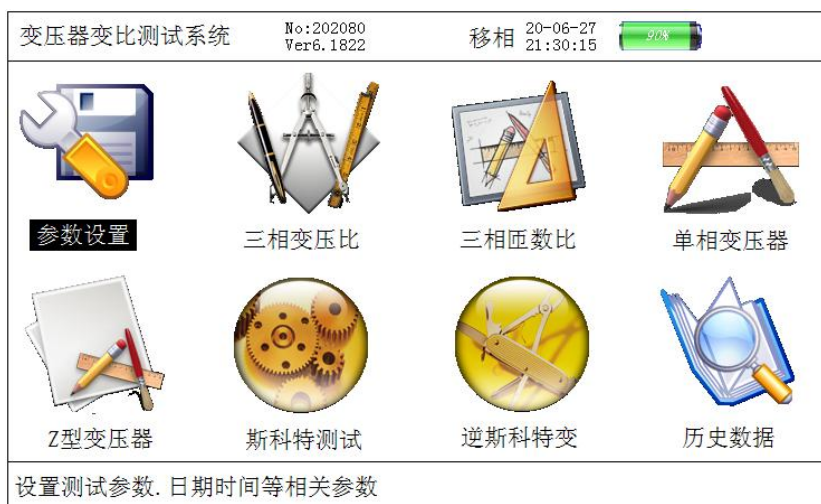 变压器变比测试系统
No:202080
Ver6.1822
移相
20-06-27
21:30:15
90%
参数设置
三相变压比
三相匝数比
单相变压器
Z型变压器
斯科特测试
逆斯科特变
历史数据
设置测试参数.日期时间等相关参数